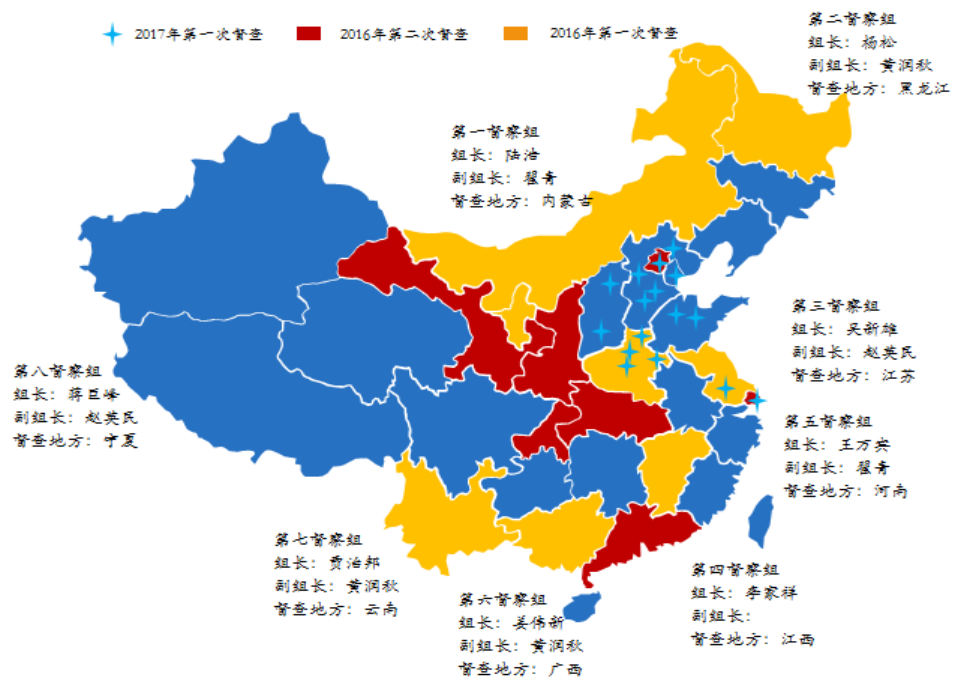 2017年第一次督查
2016年第二次督查
2016年第一次督查
第二督察组
组长：杨松
副组长：黄润秋
督查地方：黑龙江
第一督察组
组长：陆浩
副组长：翟青
督查地方：内蒙古
第三督察组
组长：吴新雄
副组长：赵英民
督查地方：江苏
第八督察组
组长：蒋巨峰
副组长：赵英民
督查地方：宁夏
第五督察组
组长：王万宾
副组长：翟青
督查地方：河南
第七督察组
组长：贾治邦
副组长：黄润秋
督查地方：云南
第六督察组
组长：姜伟新
副组长：黄润秋
督查地方：广西
第四督察组
组长：李家祥
副组长：
督查地方：江西